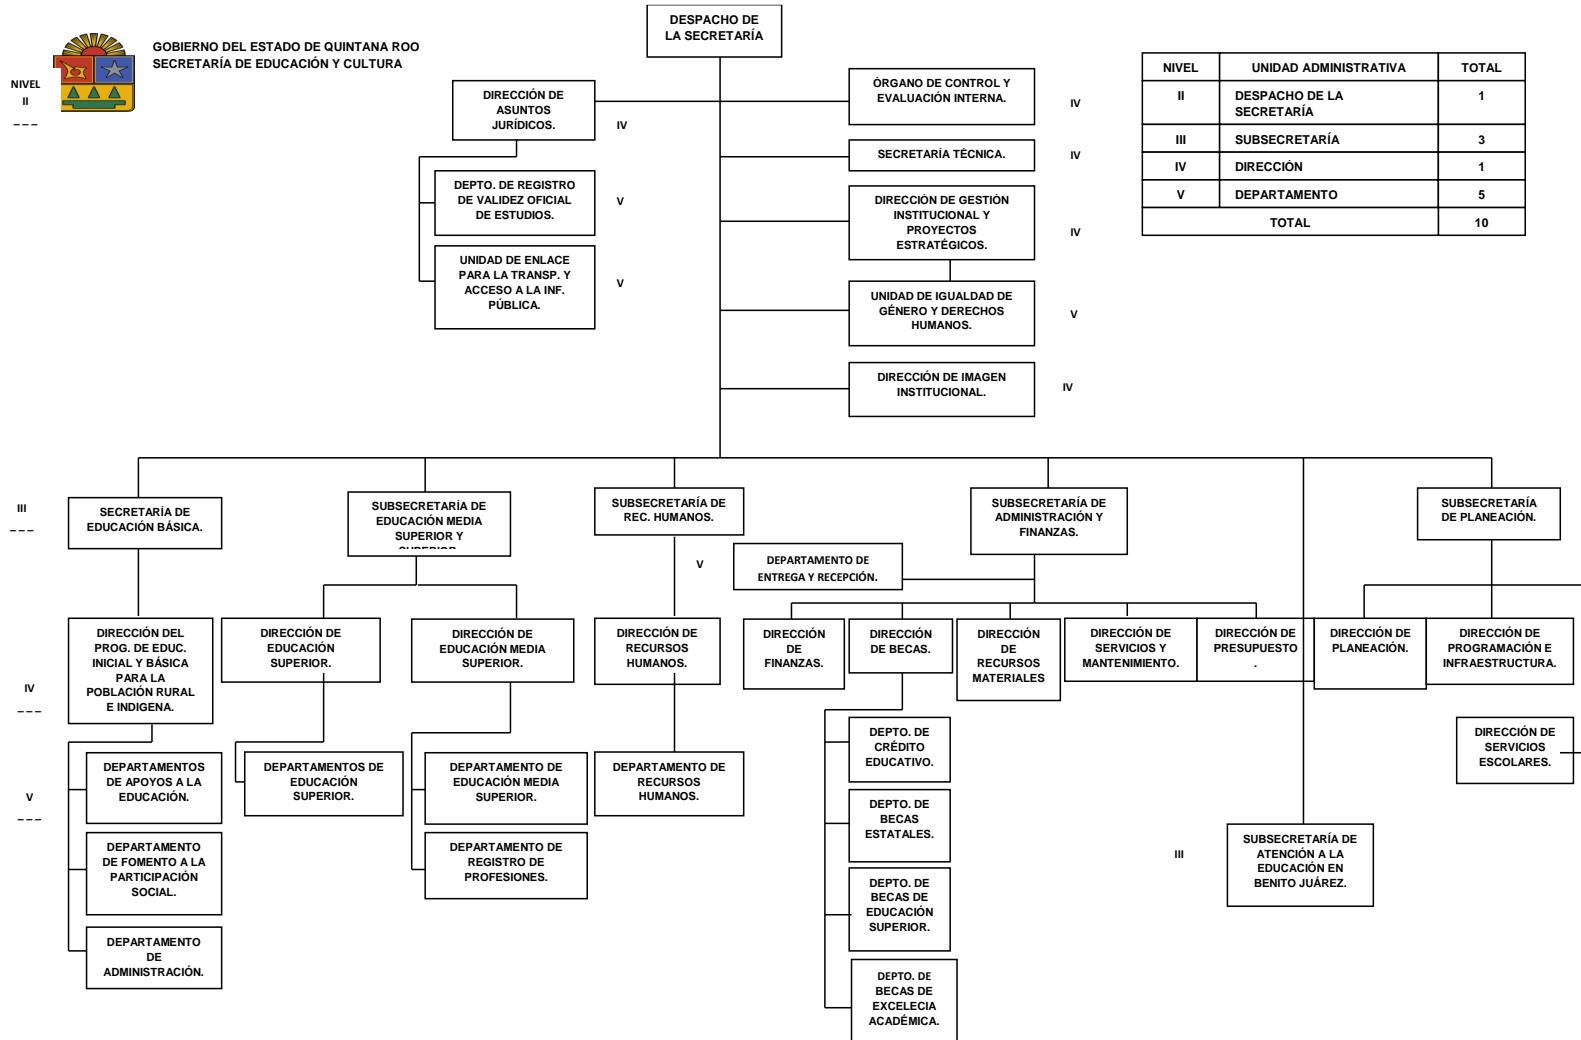 DESPACHO DE
LA SECRETARÍA
GOBIERNO DEL ESTADO DE QUINTANA ROO
SECRETARÍA DE EDUCACIÓN Y CULTURA
NIVEL
II
___
DIRECCIÓN DE
ASUNTOS
JURÍDICOS.
IV
DEPTO. DE REGISTRO
DE VALIDEZ OFICIAL
DE ESTUDIOS.
V
UNIDAD DE ENLACE
PARA LA TRANSP. Y
ACCESO A LA INF.
PÚBLICA.
V
ÓRGANO DE CONTROL Y
EVALUACIÓN INTERNA.
IV
SECRETARÍA TÉCNICA.
IV
DIRECCIÓN DE GESTIÓN
INSTITUCIONAL Y
PROYECTOS
ESTRATÉGICOS.
IV
UNIDAD DE IGUALDAD DE
GÉNERO Y DERECHOS
HUMANOS.
V
DIRECCIÓN DE IMAGEN
INSTITUCIONAL.
IV
NIVEL UNIDAD ADMINISTRATIVA TOTAL
II DESPACHO DE LA 1
SECRETARÍA
III SUBSECRETARÍA 3
IV DIRECCIÓN 1
V DEPARTAMENTO 5
TOTAL 10
III
___
SECRETARÍA DE
EDUCACIÓN BÁSICA.
SUBSECRETARÍA DE
EDUCACIÓN MEDIA
SUPERIOR Y
SUPERIOR
SUBSECRETARÍA DE
REC. HUMANOS.
SUBSECRETARÍA DE
ADMINISTRACIÓN Y
FINANZAS.
SUBSECRETARÍA
DE PLANEACIÓN.
V
DEPARTAMENTO DE
ENTREGA Y RECEPCIÓN.
IV
___
DIRECCIÓN DEL
PROG. DE EDUC.
INICIAL Y BÁSICA
PARA LA
POBLACIÓN RURAL
E INDIGENA.
DIRECCIÓN DE
EDUCACIÓN
SUPERIOR.
DIRECCIÓN DE
EDUCACIÓN MEDIA
SUPERIOR.
DIRECCIÓN DE
RECURSOS
HUMANOS.
DIRECCIÓN
DE
FINANZAS.
DIRECCIÓN
DE BECAS.
DIRECCIÓN
DE
RECURSOS
MATERIALES
DIRECCIÓN DE
SERVICIOS Y
MANTENIMIENTO.
DIRECCIÓN DE
PRESUPUESTO
.
DIRECCIÓN DE
PLANEACIÓN.
DIRECCIÓN DE
PROGRAMACIÓN E
INFRAESTRUCTURA.
V
___
DEPARTAMENTOS
DE APOYOS A LA
EDUCACIÓN.
DEPARTAMENTO
DE FOMENTO A LA
PARTICIPACIÓN
SOCIAL.
DEPARTAMENTO
DE
ADMINISTRACIÓN.
DEPARTAMENTOS DE
EDUCACIÓN
SUPERIOR.
DEPARTAMENTO DE
EDUCACIÓN MEDIA
SUPERIOR.
DEPARTAMENTO DE
REGISTRO DE
PROFESIONES.
DEPARTAMENTO DE
RECURSOS
HUMANOS.
DEPTO. DE
CRÉDITO
EDUCATIVO.
DEPTO. DE
BECAS
ESTATALES.
DEPTO. DE
BECAS DE
EDUCACIÓN
SUPERIOR.
DEPTO. DE
BECAS DE
EXCELECIA
ACADÉMICA.
DIRECCIÓN DE
SERVICIOS
ESCOLARES.
III
SUBSECRETARÍA DE
ATENCIÓN A LA
EDUCACIÓN EN
BENITO JUÁREZ.